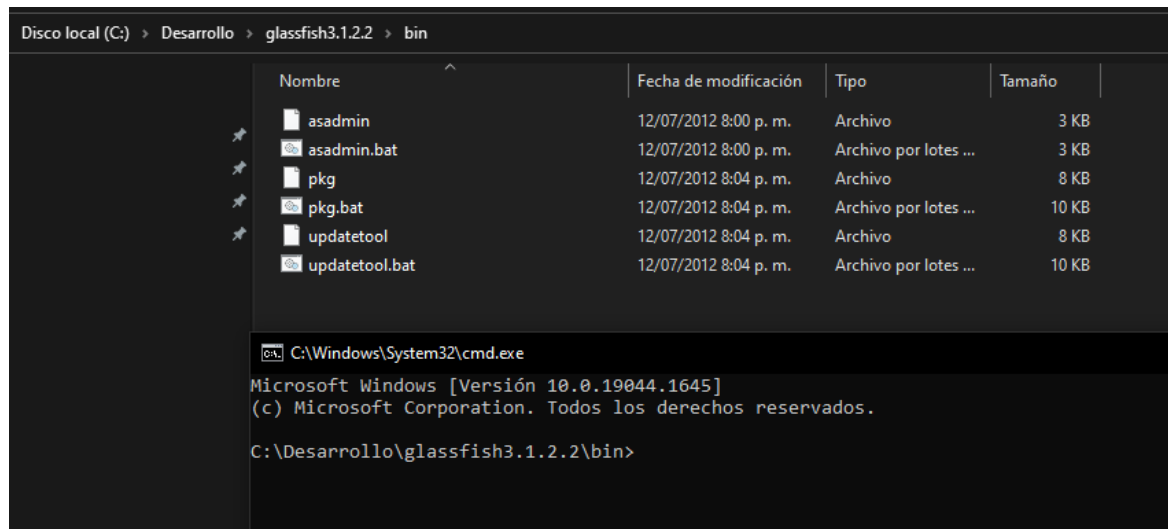 Disco local (C:) > Desarrollo > glassfish3.1.2.2 > bin
Nombre Fecha de modificación Tipo Tamaño
asadmin 12/07/2012 8:00 p. m. Archivo 3 KB
asadmin.bat 12/07/2012 8:00 p. m. Archivo por lotes ... 3 KB
pkg 12/07/2012 8:04 p. m. Archivo 8 KB
pkg.bat 12/07/2012 8:04 p. m. Archivo por lotes ... 10 KB
updatetool 12/07/2012 8:04 p. m. Archivo 8 KB
updatetool.bat 12/07/2012 8:04 p. m. Archivo por lotes ... 10 KB
C:\Windows\System32\cmd.exe
Microsoft Windows [Versión 10.0.19044.1645]
(c) Microsoft Corporation. Todos los derechos reservados.
C:\Desarrollo\glassfish3.1.2.2\bin>